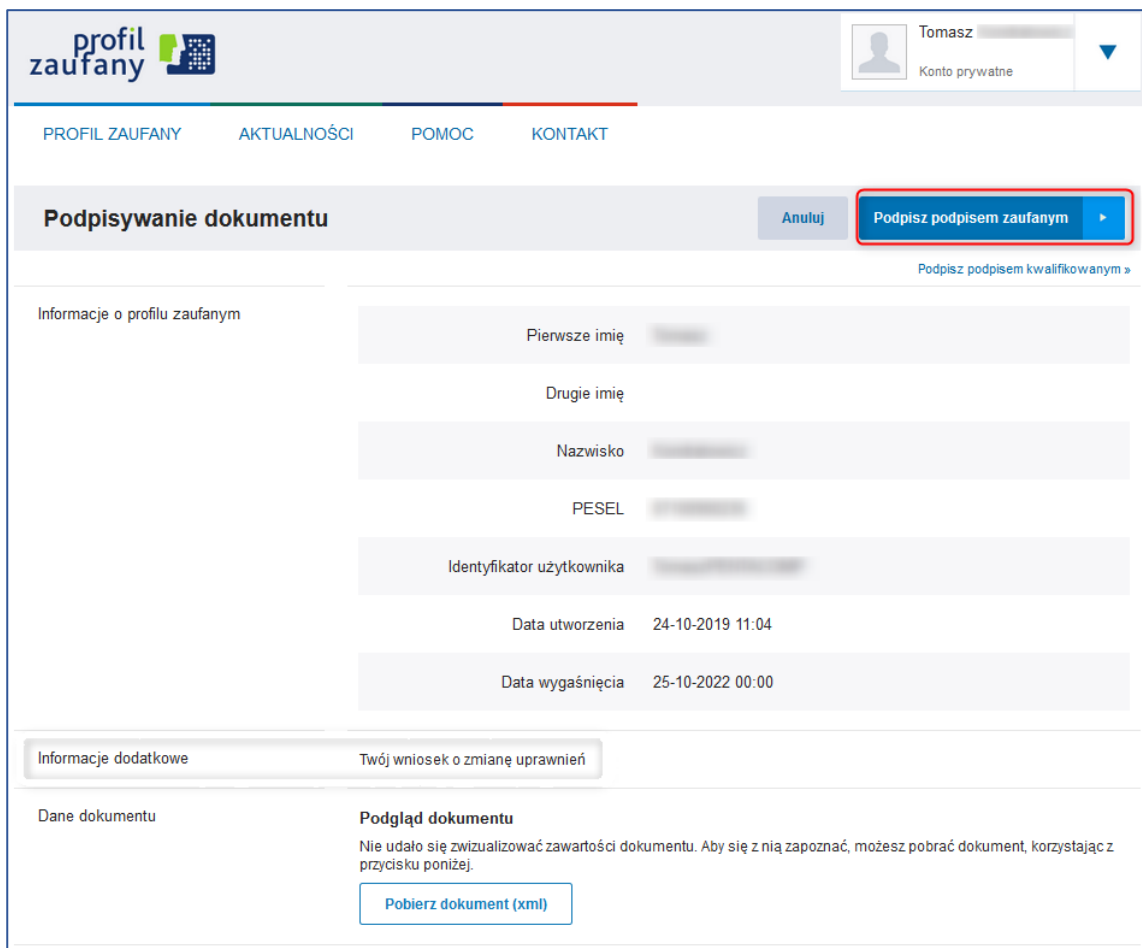 profil
zaufany
Tomasz
Konto prywatne
PROFIL ZAUFANY AKTUALNOŚCI POMOC KONTAKT
Podpisywanie dokumentu
Anuluj
Podpisz podpisem zaufanym
Podpisz podpisem kwalifikowanym »
Informacje o profilu zaufanym
Pierwsze imię
Drugie imię
Nazwisko
PESEL
Identyfikator użytkownika
Data utworzenia 24-10-2019 11:04
Data wygaśnięcia 25-10-2022 00:00
Informacje dodatkowe Twój wniosek o zmianę uprawnień
Dane dokumentu Podgląd dokumentu
Nie udało się zwizualizować zawartości dokumentu. Aby się z nią zapoznać, możesz pobrać dokument, korzystając z
przycisku poniżej.
Pobierz dokument (xml)